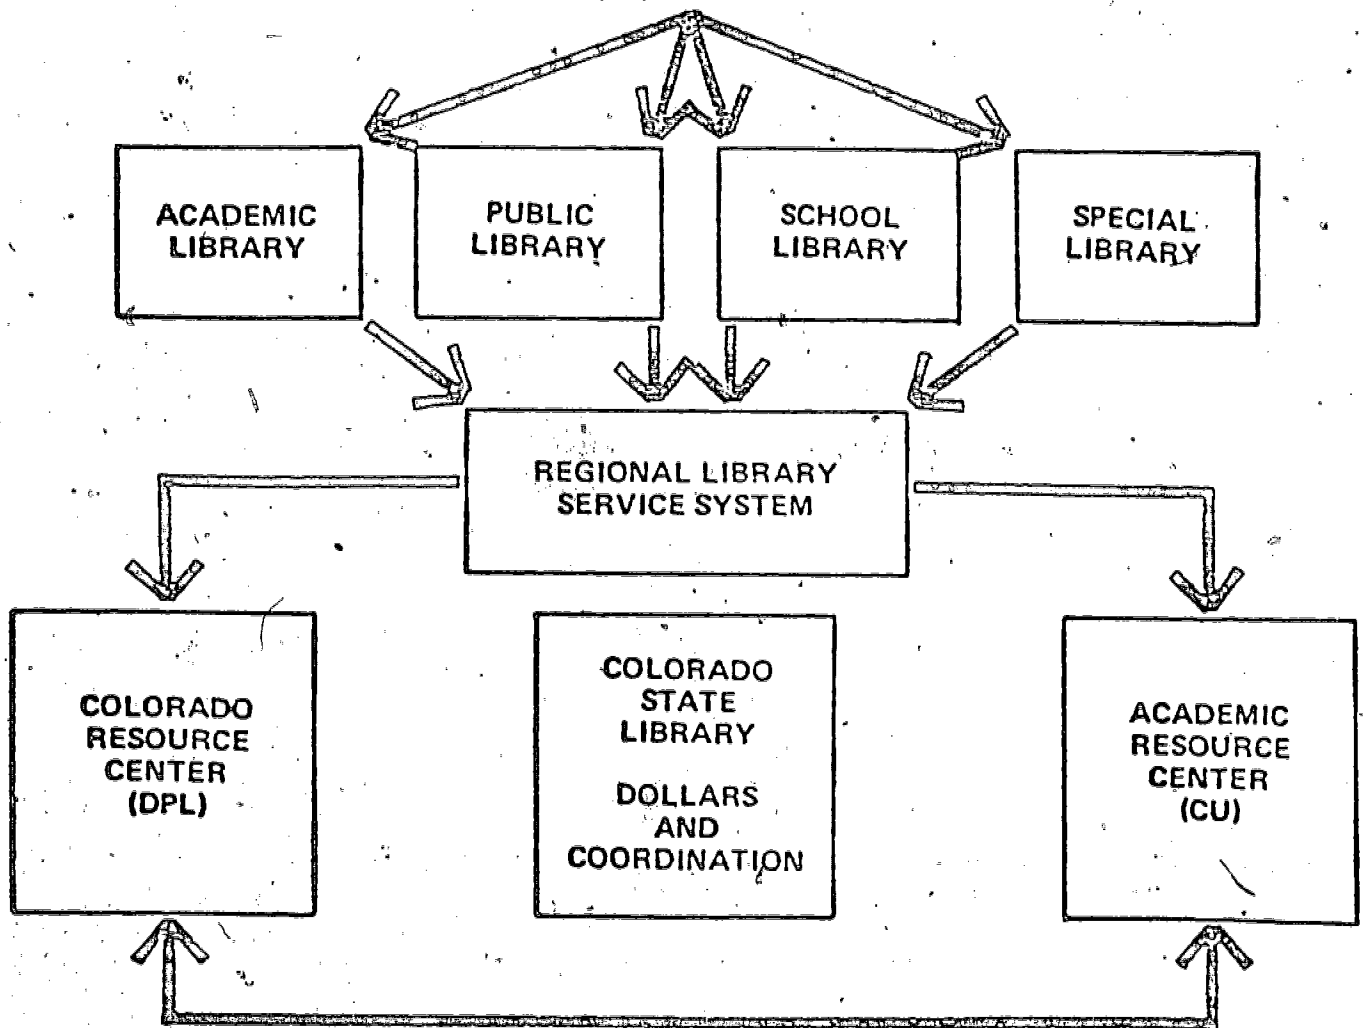 ACADEMIC
LIBRARY
PUBLIC
LIBRARY
SCHOOL
LIBRARY
SPECIAL
LIBRARY
REGIONAL LIBRARY
SERVICE SYSTEM
COLORADO
RESOURCE
CENTER
(DPL)
COLORADO
STATE
LIBRARY
DOLLARS
AND
COORDINATION
ACADEMIC
RESOURCE
CENTER
(CU)